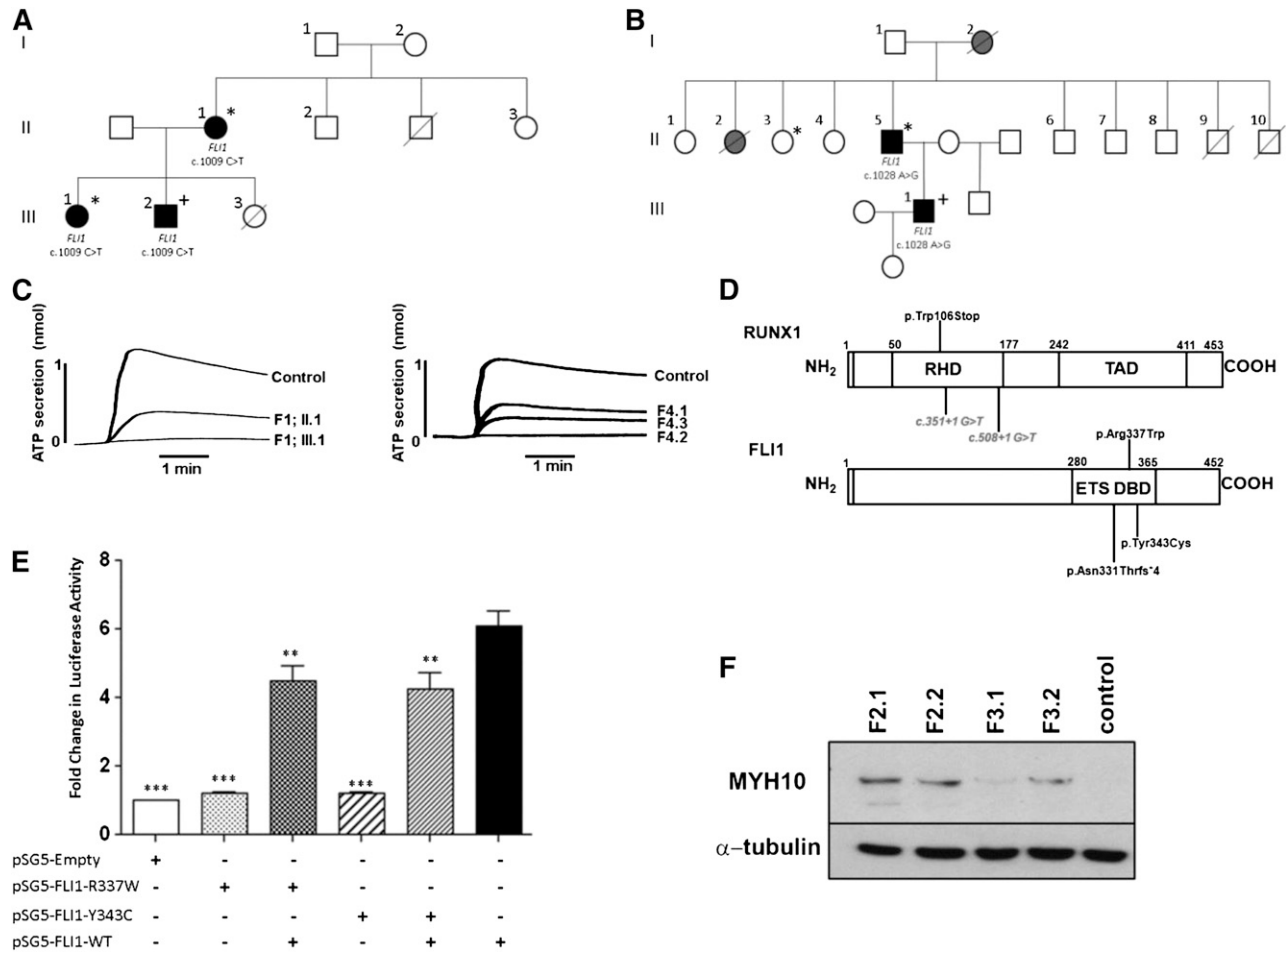 A
I
1
2
II
1
*
FLI1
c.1009 C>T
2
3
III
1
*
FLI1
c.1009 C>T
2
+
FLI1
c.1009 C>T
3
B
I
1
2
II
1
2
3
*
4
5
*
FLI1
c.1028 A>G
6
7
8
9
10
III
1
+
FLI1
c.1028 A>G
C
ATP secretion (nmol)
1
0
Control
F1; II.1
F1; III.1
1 min
ATP secretion (nmol)
1
0
Control
F4.1
F4.3
F4.2
1 min
D
RUNX1
p.Trp106Stop
1 50 177 242 411 453
NH2 RHD TAD COOH
c.351+1 G>T
c.508+1 G>T
FLI1
p.Arg337Trp
1 280 365 452
NH2 ETS DBD COOH
p.Tyr343Cys
p.Asn331Thrfs*4
E
Fold Change in Luciferase Activity
8
6
4
2
0
*** *** ** *** **
pSG5-Empty + - - - - -
pSG5-FLI1-R337W - + + - - -
pSG5-FLI1-Y343C - - - + + -
pSG5-FLI1-WT - - + - + +
F
F2.1 F2.2 F3.1 F3.2 control
MYH10
α-tubulin